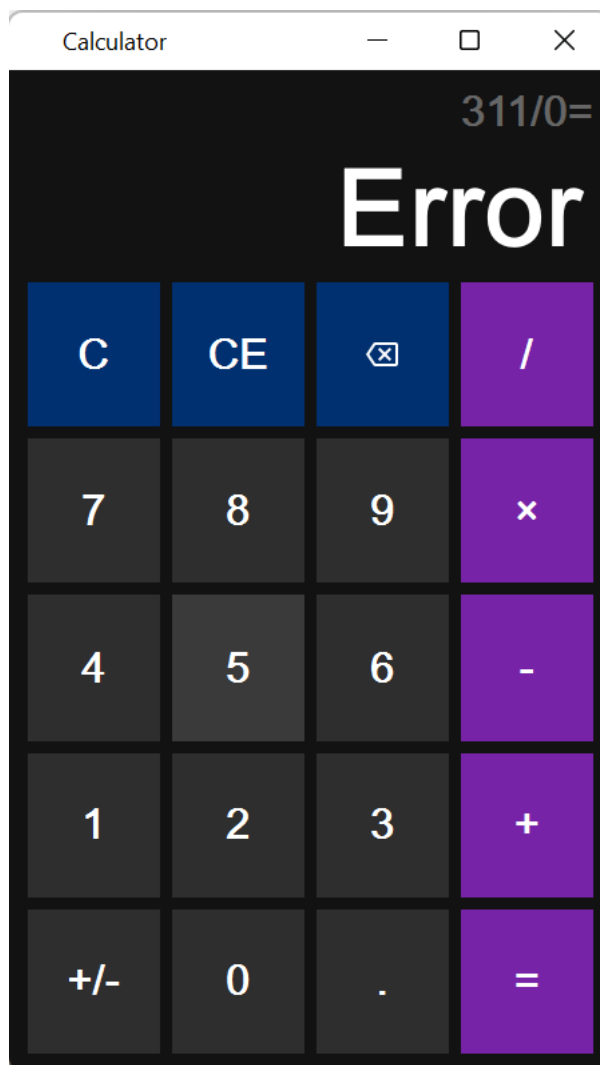 Calculator
311/0=
Error
C CE /
7 8 9 ×
4 5 6 -
1 2 3 +
+/- 0 . =